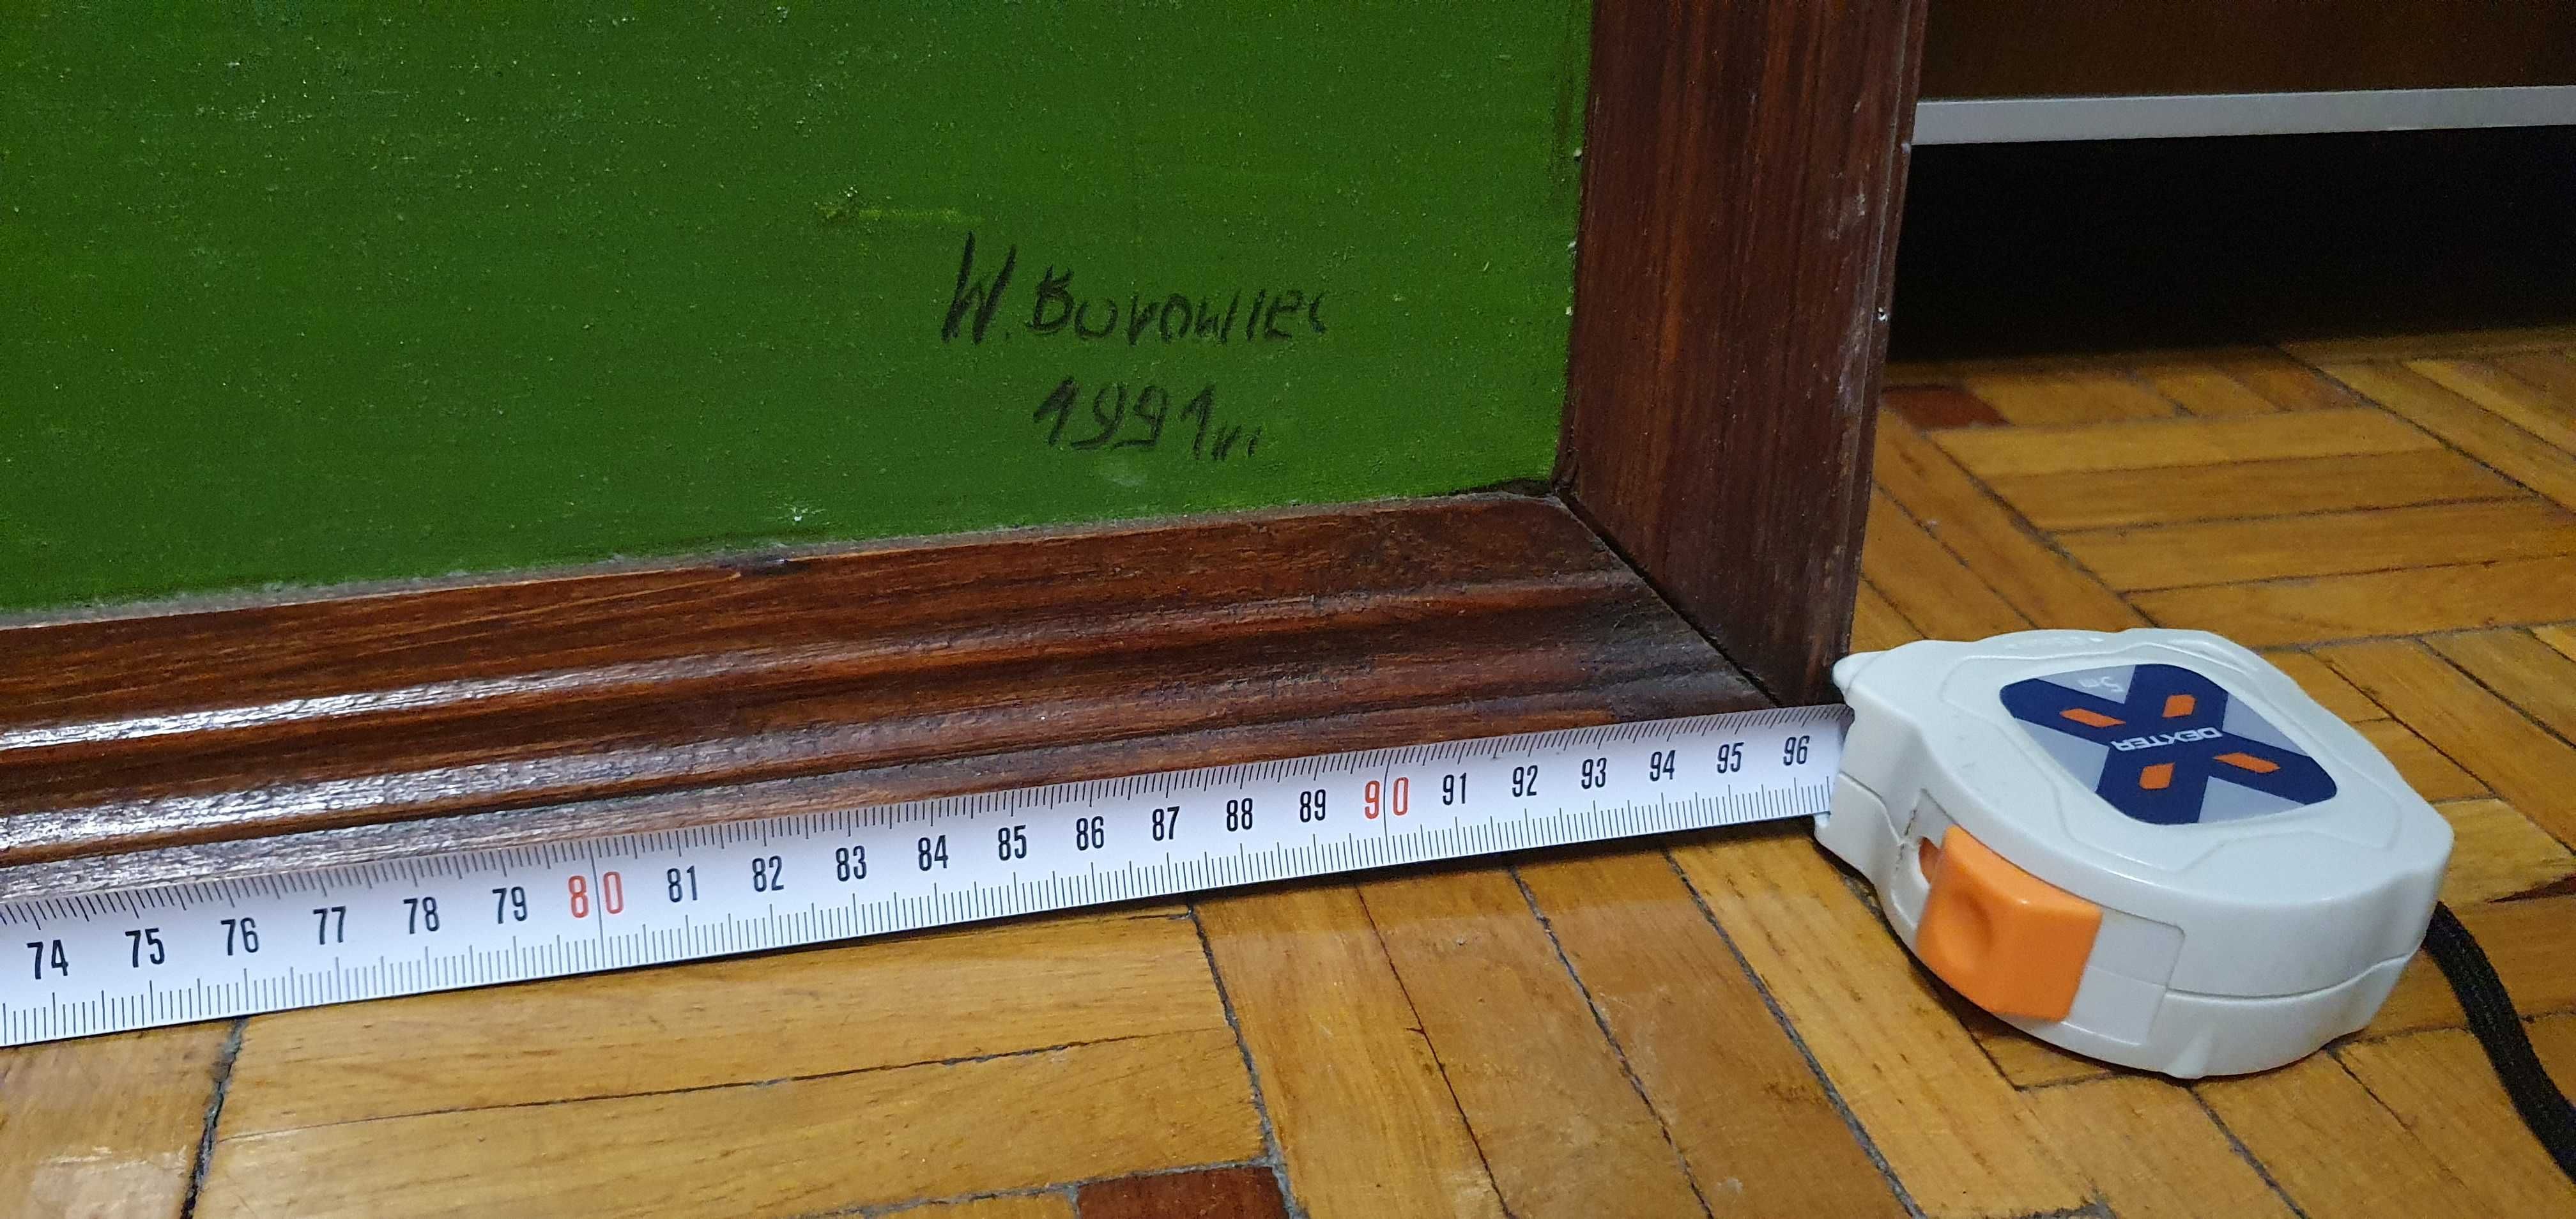 W. Borowiec
1991
74 75 76 77 78 79 80 81 82 83 84 85 86 87 88 89 90 91 92 93 94 95 96
5m
DEXTER